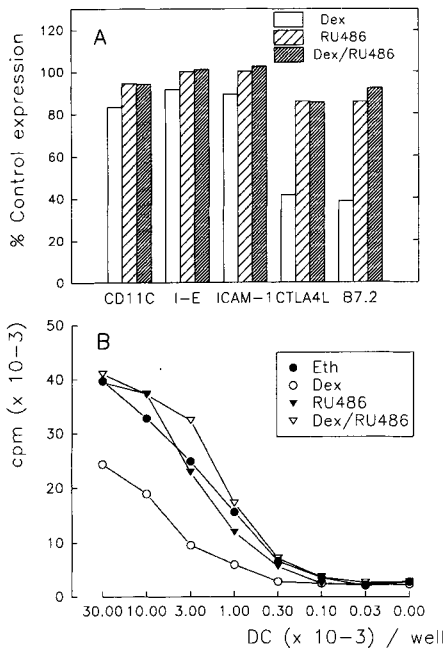 A
Dex
RU486
Dex/RU486
% Control expression
120
100
80
60
40
20
0
CD11C I-E ICAM-1 CTLA4L B7.2
B
Eth
Dex
RU486
Dex/RU486
cpm (x 10-3)
50
40
30
20
10
0
30.00 10.00 3.00 1.00 0.30 0.10 0.03 0.00
DC (x 10-3) / well